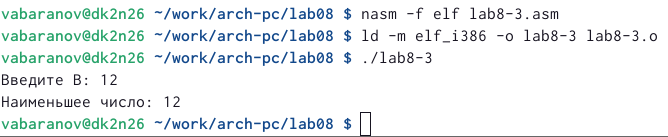 vabaranov@dk2n26 ~/work/arch-pc/lab08 $ nasm -f elf lab8-3.asm
vabaranov@dk2n26 ~/work/arch-pc/lab08 $ ld -m elf_i386 -o lab8-3 lab8-3.o
vabaranov@dk2n26 ~/work/arch-pc/lab08 $ ./lab8-3
Введите B: 12
Наименьшее число: 12
vabaranov@dk2n26 ~/work/arch-pc/lab08 $